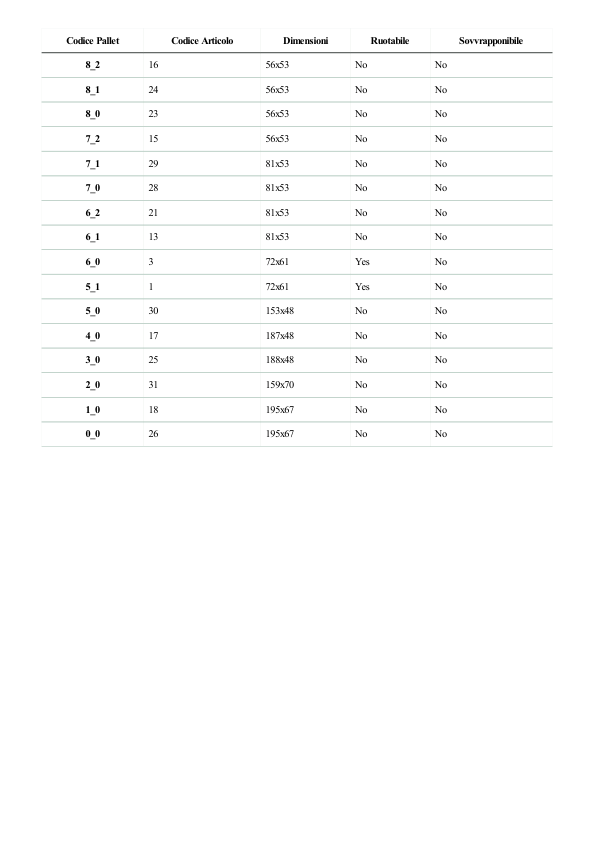 Codice Pallet Codice Articolo Dimensioni Ruotabile Sovvrapponibile
8_2 16 56x53 No No
8_1 24 56x53 No No
8_0 23 56x53 No No
7_2 15 56x53 No No
7_1 29 81x53 No No
7_0 28 81x53 No No
6_2 21 81x53 No No
6_1 13 81x53 No No
6_0 3 72x61 Yes No
5_1 1 72x61 Yes No
5_0 30 153x48 No No
4_0 17 187x48 No No
3_0 25 188x48 No No
2_0 31 159x70 No No
1_0 18 195x67 No No
0_0 26 195x67 No No